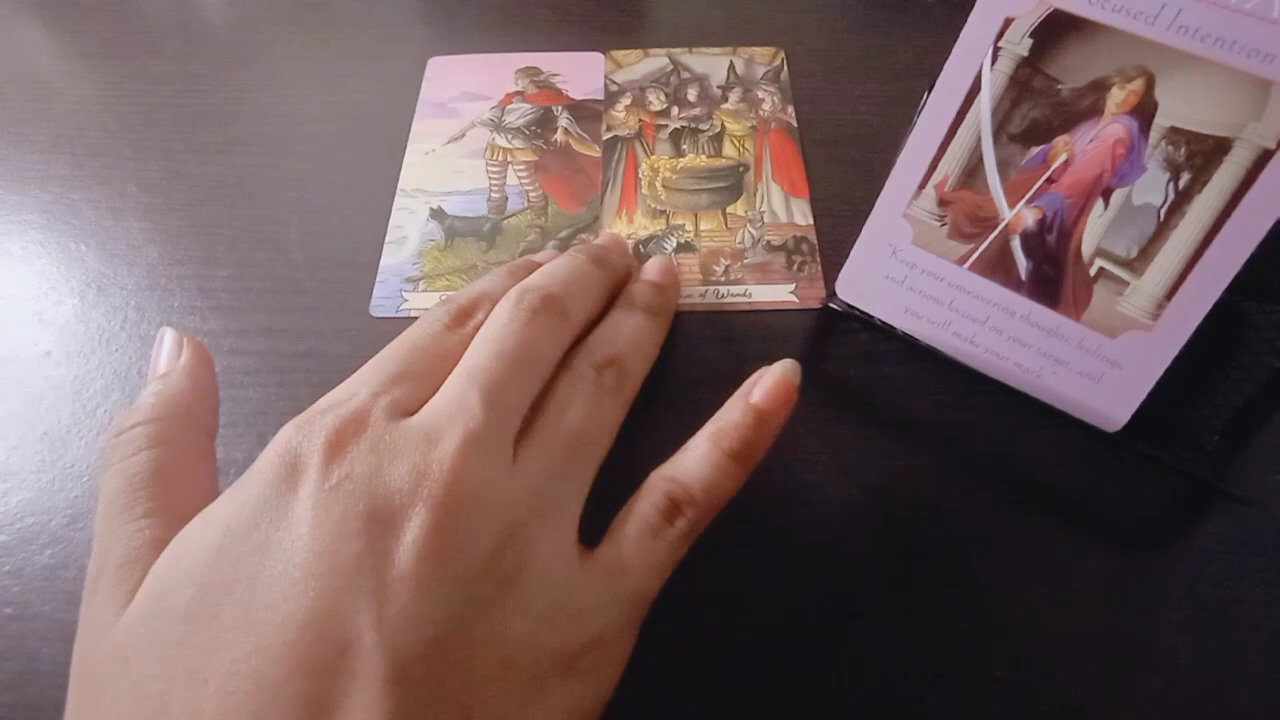 Focused Intention
"Keep your unwavering thoughts, feelings,
and actions focused on your target, and
you will make your mark."
of Wands